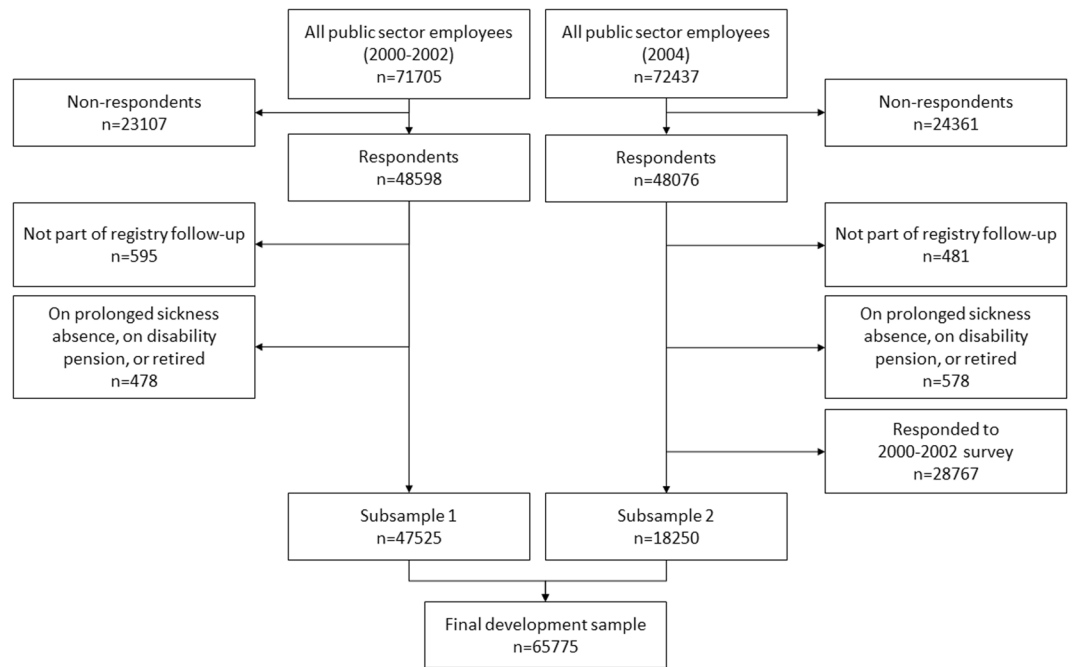 All public sector employees
(2000-2002)
n=71705
All public sector employees
(2004)
n=72437
Non-respondents
n=23107
Non-respondents
n=24361
Respondents
n=48598
Respondents
n=48076
Not part of registry follow-up
n=595
Not part of registry follow-up
n=481
On prolonged sickness
absence, on disability
pension, or retired
n=478
On prolonged sickness
absence, on disability
pension, or retired
n=578
Responded to
2000-2002 survey
n=28767
Subsample 1
n=47525
Subsample 2
n=18250
Final development sample
n=65775